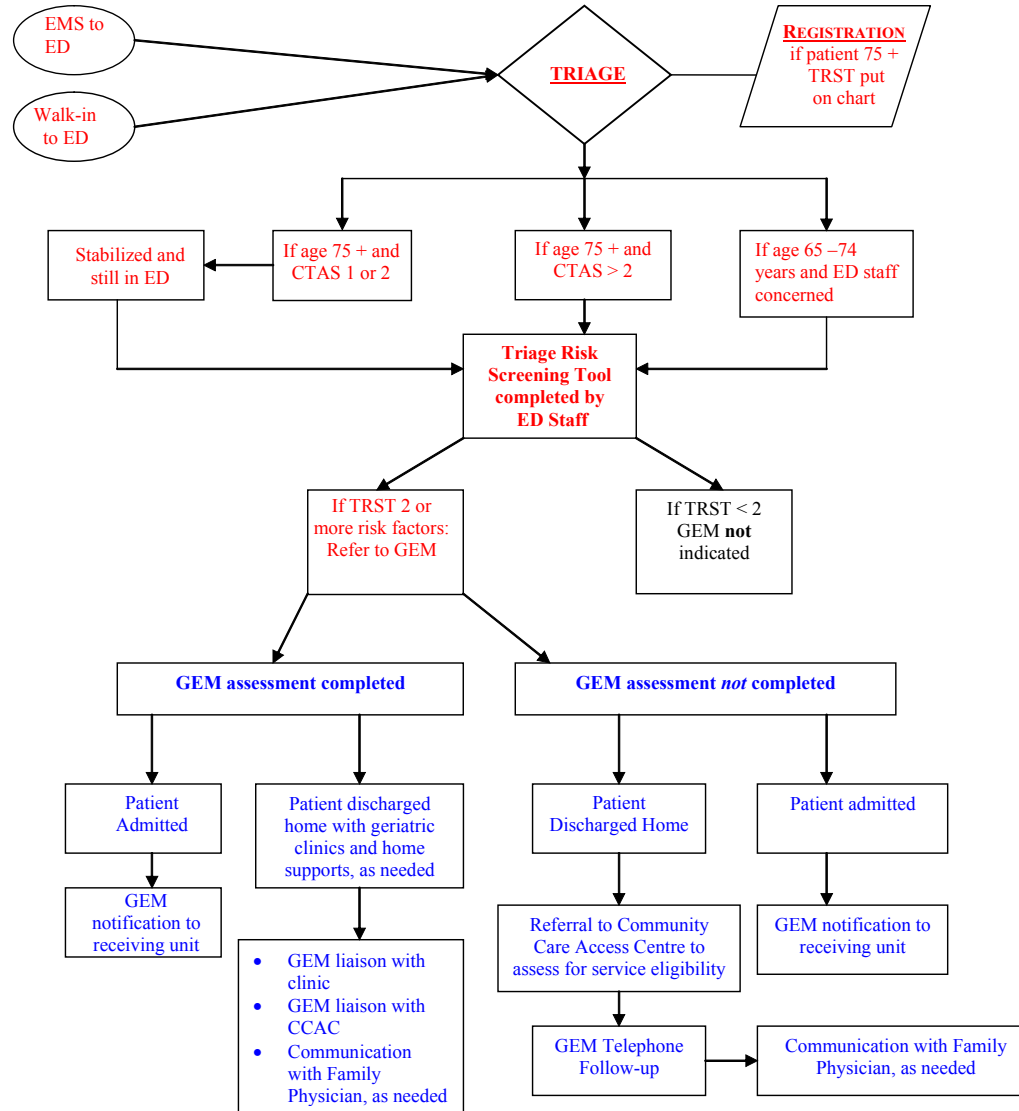 EMS to
ED
TRIAGE
REGISTRATION
if patient 75 +
TRST put
on chart
Walk-in
to ED
Stabilized and
still in ED
If age 75 + and
CTAS 1 or 2
If age 75 + and
CTAS > 2
If age 65 –74
years and ED staff
concerned
Triage Risk
Screening Tool
completed by
ED Staff
If TRST 2 or
more risk factors:
Refer to GEM
If TRST < 2
GEM not
indicated
GEM assessment completed
GEM assessment not completed
Patient
Admitted
Patient discharged
home with geriatric
clinics and home
supports, as needed
Patient
Discharged Home
Patient admitted
GEM
notification to
receiving unit
• GEM liaison with
clinic
• GEM liaison with
CCAC
• Communication
with Family
Physician, as needed
Referral to Community
Care Access Centre to
assess for service eligibility
GEM notification to
receiving unit
GEM Telephone
Follow-up
Communication with Family
Physician, as needed